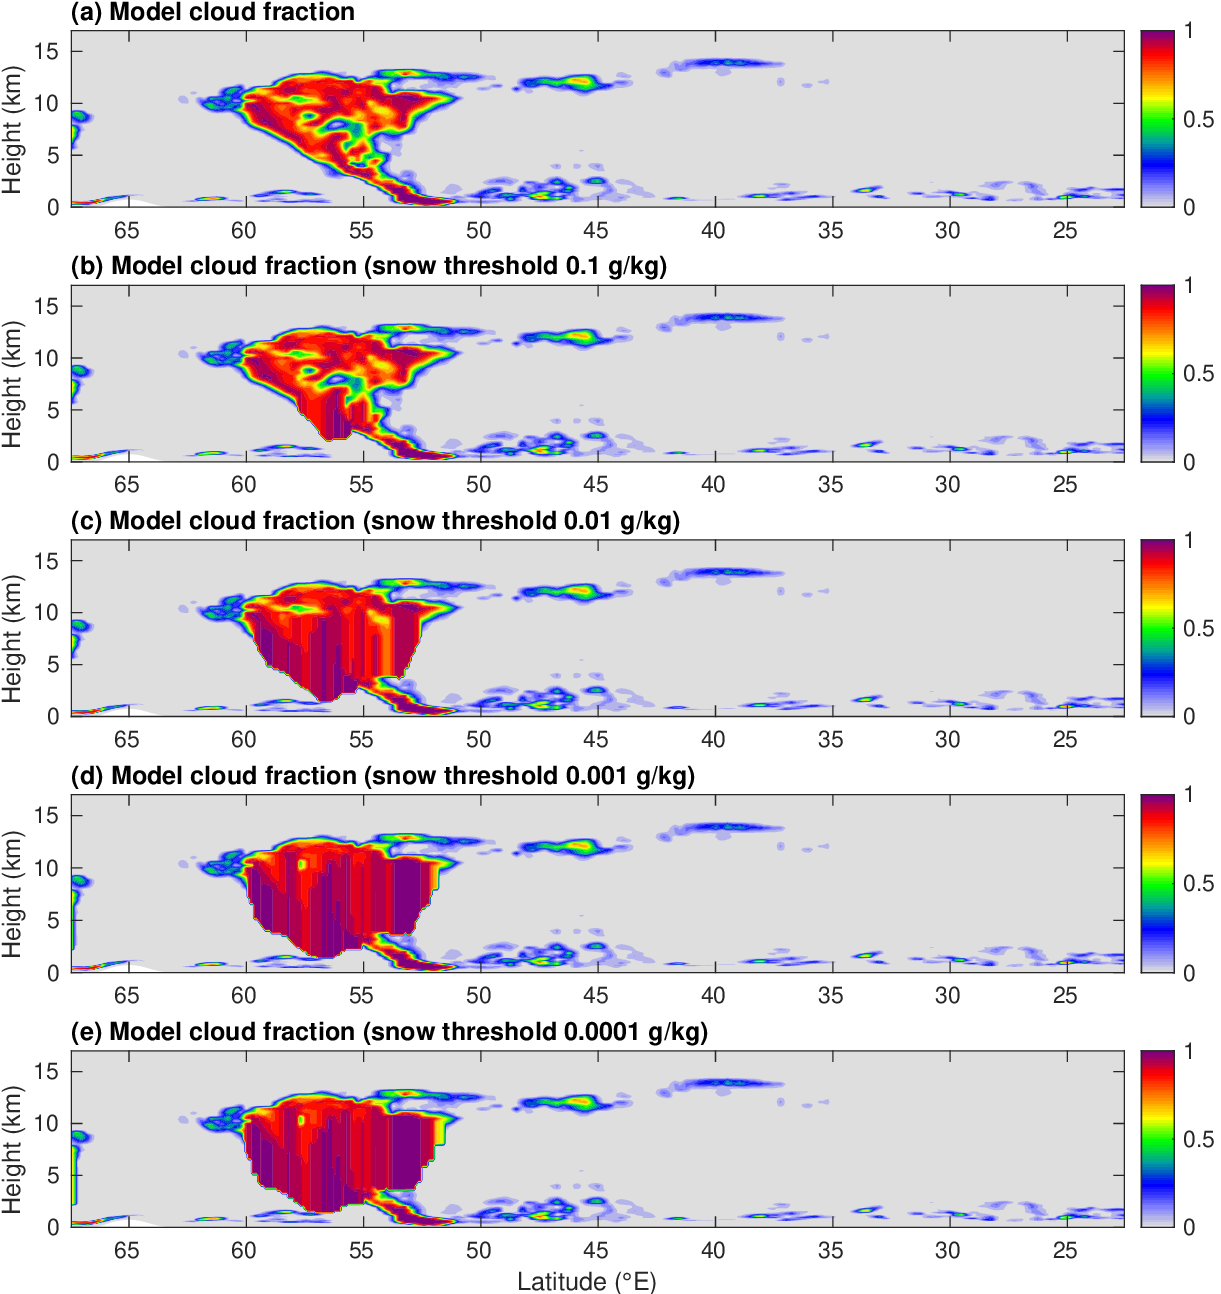 (a) Model cloud fraction
Height (km)
15
10
5
0
65 60 55 50 45 40 35 30 25
1
0.5
0
(b) Model cloud fraction (snow threshold 0.1 g/kg)
Height (km)
15
10
5
0
65 60 55 50 45 40 35 30 25
1
0.5
0
(c) Model cloud fraction (snow threshold 0.01 g/kg)
Height (km)
15
10
5
0
65 60 55 50 45 40 35 30 25
1
0.5
0
(d) Model cloud fraction (snow threshold 0.001 g/kg)
Height (km)
15
10
5
0
65 60 55 50 45 40 35 30 25
1
0.5
0
(e) Model cloud fraction (snow threshold 0.0001 g/kg)
Height (km)
15
10
5
0
65 60 55 50 45 40 35 30 25
1
0.5
0
Latitude (°E)